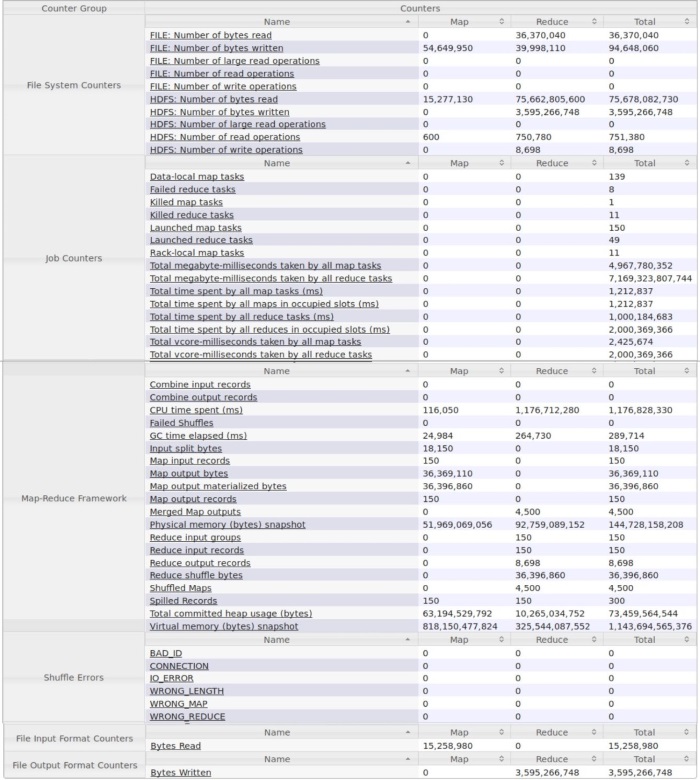 Counter Group Counters
File System Counters
Name Map Reduce Total
FILE: Number of bytes read 0 36,370,040 36,370,040
FILE: Number of bytes written 54,649,950 39,998,110 94,648,060
FILE: Number of large read operations 0 0 0
FILE: Number of read operations 0 0 0
FILE: Number of write operations 0 0 0
HDFS: Number of bytes read 15,277,130 75,662,805,600 75,678,082,730
HDFS: Number of bytes written 0 3,595,266,748 3,595,266,748
HDFS: Number of large read operations 0 0 0
HDFS: Number of read operations 600 750,780 751,380
HDFS: Number of write operations 0 8,698 8,698
Job Counters
Name Map Reduce Total
Data-local map tasks 0 0 139
Failed reduce tasks 0 0 8
Killed map tasks 0 0 1
Killed reduce tasks 0 0 11
Launched map tasks 0 0 150
Launched reduce tasks 0 0 49
Rack-local map tasks 0 0 11
Total megabyte-milliseconds taken by all map tasks 0 0 4,967,780,352
Total megabyte-milliseconds taken by all reduce tasks 0 0 7,169,323,807,744
Total time spent by all map tasks (ms) 0 0 1,212,837
Total time spent by all maps in occupied slots (ms) 0 0 1,212,837
Total time spent by all reduce tasks (ms) 0 0 1,000,184,683
Total time spent by all reduces in occupied slots (ms) 0 0 2,000,369,366
Total vcore-milliseconds taken by all map tasks 0 0 2,425,674
Total vcore-milliseconds taken by all reduce tasks 0 0 2,000,369,366
Map-Reduce Framework
Name Map Reduce Total
Combine input records 0 0 0
Combine output records 0 0 0
CPU time spent (ms) 116,050 1,176,712,280 1,176,828,330
Failed Shuffles 0 0 0
GC time elapsed (ms) 24,984 264,730 289,714
Input split bytes 18,150 0 18,150
Map input records 150 0 150
Map output bytes 36,369,110 0 36,369,110
Map output materialized bytes 36,396,860 0 36,396,860
Map output records 150 0 150
Merged Map outputs 0 4,500 4,500
Physical memory (bytes) snapshot 51,969,069,056 92,759,089,152 144,728,158,208
Reduce input groups 0 150 150
Reduce input records 0 150 150
Reduce output records 0 8,698 8,698
Reduce shuffle bytes 0 36,396,860 36,396,860
Shuffled Maps 0 4,500 4,500
Spilled Records 150 150 300
Total committed heap usage (bytes) 63,194,529,792 10,265,034,752 73,459,564,544
Virtual memory (bytes) snapshot 818,150,477,824 325,544,087,552 1,143,694,565,376
Shuffle Errors
Name Map Reduce Total
BAD_ID 0 0 0
CONNECTION 0 0 0
IO_ERROR 0 0 0
WRONG_LENGTH 0 0 0
WRONG_MAP 0 0 0
WRONG_REDUCE 0 0 0
File Input Format Counters
Name Map Reduce Total
Bytes Read 15,258,980 0 15,258,980
File Output Format Counters
Name Map Reduce Total
Bytes Written 0 3,595,266,748 3,595,266,748